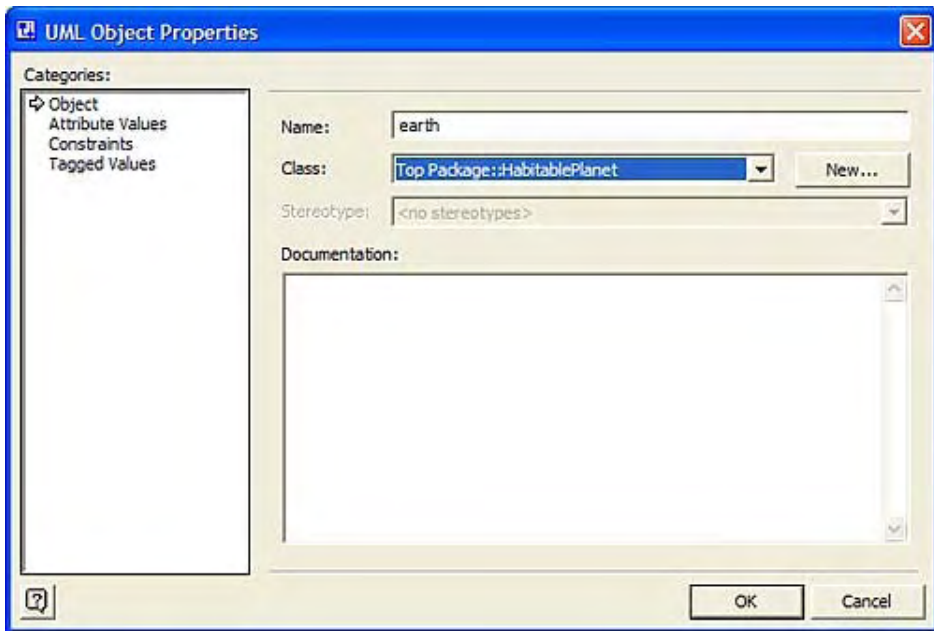 UML Object Properties
Categories:
Object
Attribute Values
Constraints
Tagged Values
Name: earth
Class: Top Package::HabitablePlanet New...
Stereotype: <no stereotypes>
Documentation:
OK Cancel